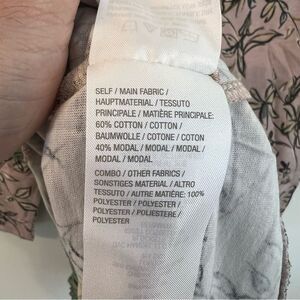 SELF / MAIN FABRIC /
HAUPTMATERIAL / TESSUTO
PRINCIPALE / MATIÈRE PRINCIPALE:
60% COTTON / COTTON /
BAUMWOLLE / COTONE / COTON
40% MODAL / MODAL / MODAL /
MODAL / MODAL
COMBO / OTHER FABRICS /
SONSTIGES MATERIAL / ALTRO
TESSUTO / AUTRE MATIÈRE: 100%
POLYESTER / POLYESTER /
POLYESTER / POLIESTERE /
POLYESTER